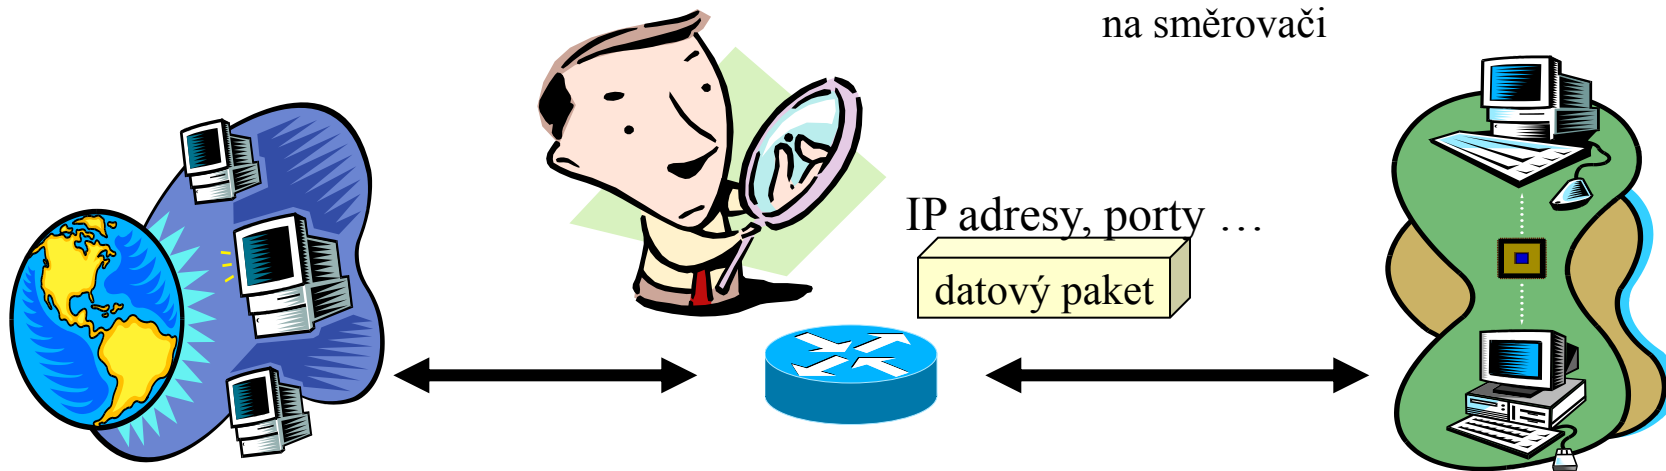 na směrovači
IP adresy, porty …
datový paket